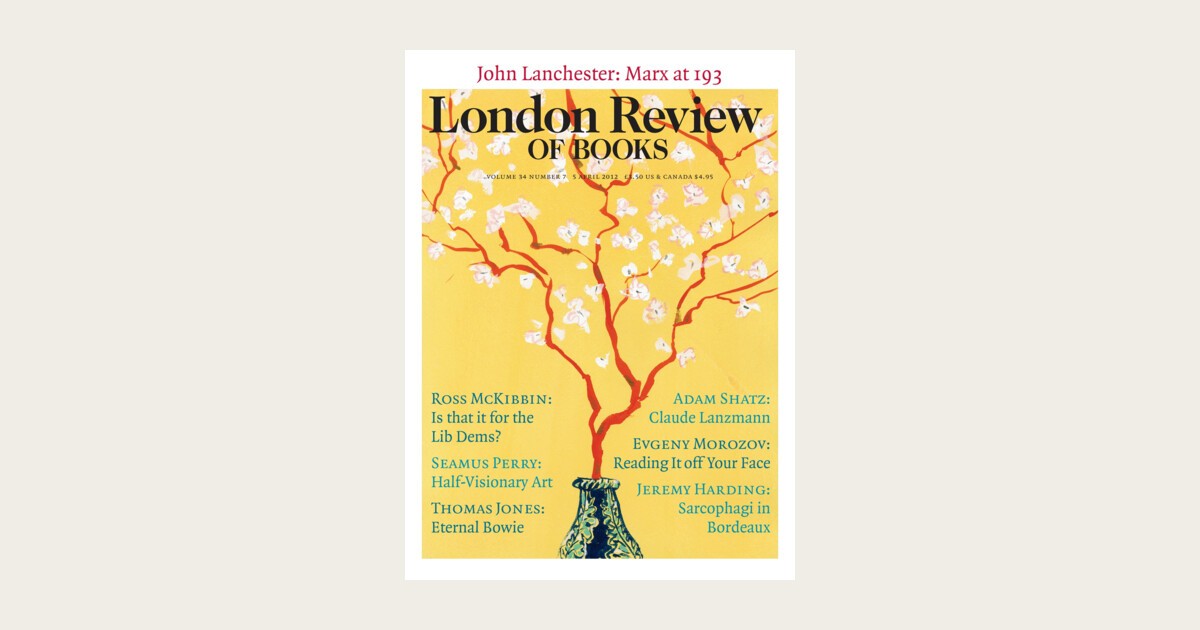 John Lanchester: Marx at 193
London Review
OF BOOKS
VOLUME 34 NUMBER 7 5 APRIL 2012 £3.50 US & CANADA $4.95
ROSS MCKIBBIN:
Is that it for the
Lib Dems?
SEAMUS PERRY:
Half-Visionary Art
THOMAS JONES:
Eternal Bowie
ADAM SHATZ:
Claude Lanzmann
EVGENY MOROZOV:
Reading It off Your Face
JEREMY HARDING:
Sarcophagi in
Bordeaux